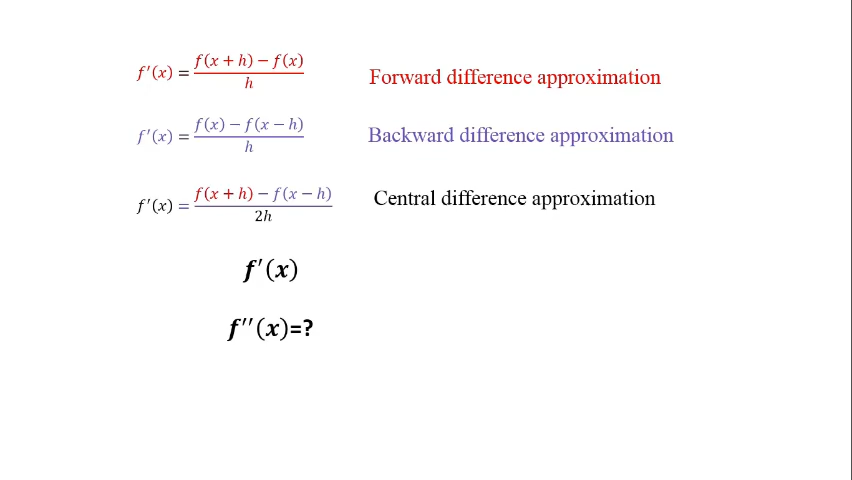 f′(x) = (f(x + h) − f(x)) / h Forward difference approximation
f′(x) = (f(x) − f(x − h)) / h Backward difference approximation
f′(x) = (f(x + h) − f(x − h)) / 2h Central difference approximation
f′(x)
f′′(x)=?